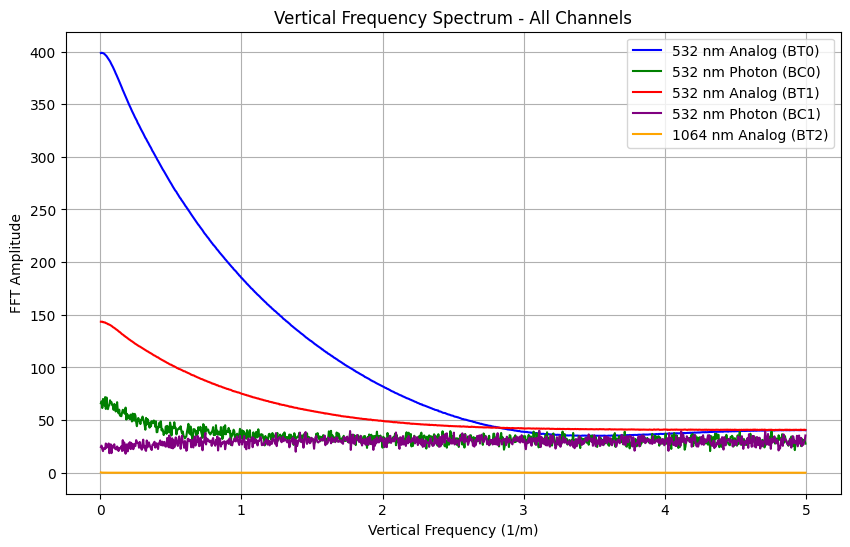 Vertical Frequency Spectrum - All Channels
532 nm Analog (BT0)
532 nm Photon (BC0)
532 nm Analog (BT1)
532 nm Photon (BC1)
1064 nm Analog (BT2)
FFT Amplitude
400
350
300
250
200
150
100
50
0
0 1 2 3 4 5
Vertical Frequency (1/m)